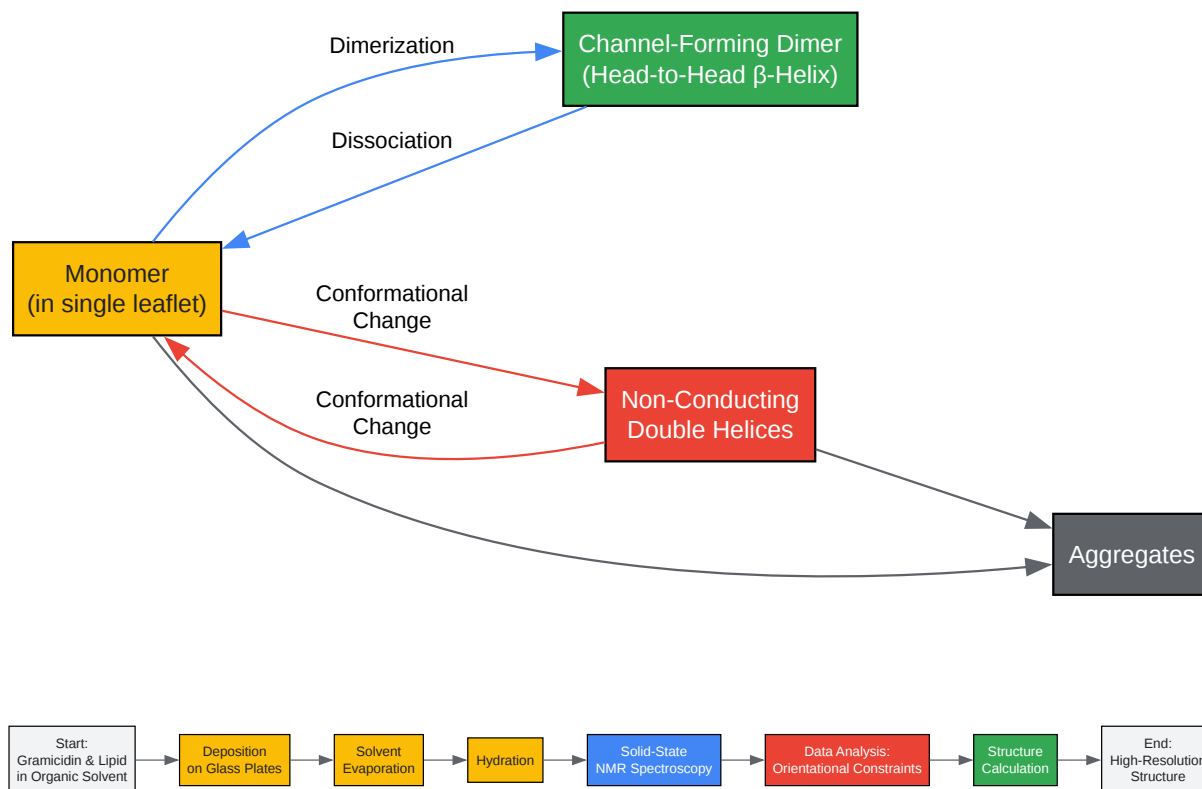 Dimerization
Channel-Forming Dimer
(Head-to-Head β-Helix)
Dissociation
Monomer
(in single leaflet)
Conformational
Change
Conformational
Change
Non-Conducting
Double Helices
Aggregates
Start:
Gramicidin & Lipid
in Organic Solvent
Deposition
on Glass Plates
Solvent
Evaporation
Hydration
Solid-State
NMR Spectroscopy
Data Analysis:
Orientational Constraints
Structure
Calculation
End:
High-Resolution
Structure